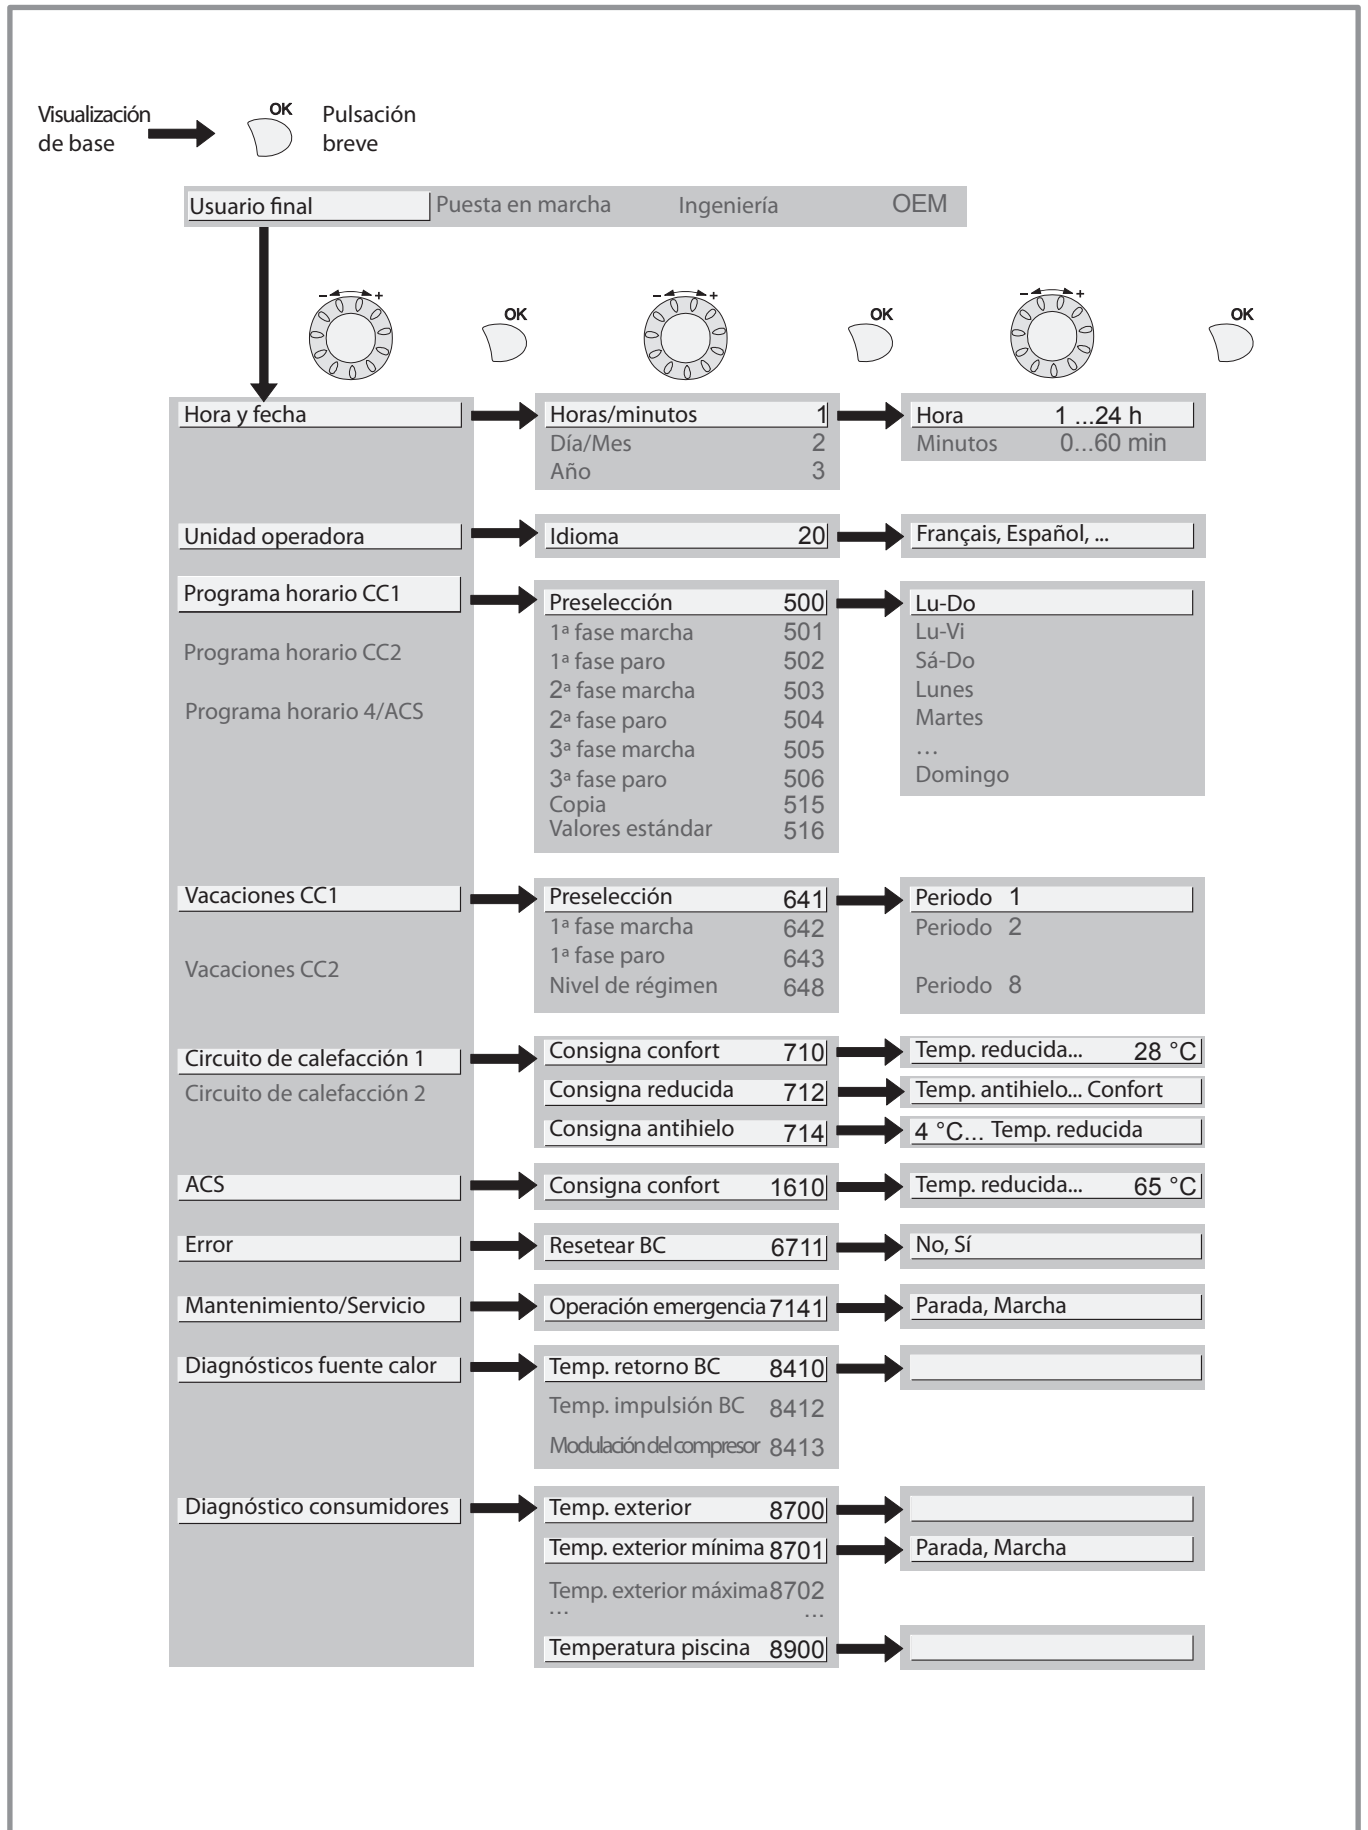 Visualización de base
OK
Pulsación breve
Usuario final Puesta en marcha Ingeniería OEM
- + OK - + OK - + OK
Hora y fecha Horas/minutos 1 Hora 1 ...24 h
Día/Mes 2 Minutos 0...60 min
Año 3
Unidad operadora Idioma 20 Français, Español, ...
Programa horario CC1 Preselección 500 Lu-Do
1ª fase marcha 501 Lu-Vi
Programa horario CC2 1ª fase paro 502 Sá-Do
2ª fase marcha 503 Lunes
Programa horario 4/ACS 2ª fase paro 504 Martes
3ª fase marcha 505 ...
3ª fase paro 506 Domingo
Copia 515
Valores estándar 516
Vacaciones CC1 Preselección 641 Periodo 1
1ª fase marcha 642 Periodo 2
1ª fase paro 643
Vacaciones CC2
Nivel de régimen 648 Periodo 8
Circuito de calefacción 1 Consigna confort 710 Temp. reducida... 28 °C
Circuito de calefacción 2 Consigna reducida 712 Temp. antihielo... Confort
Consigna antihielo 714 4 °C... Temp. reducida
ACS Consigna confort 1610 Temp. reducida... 65 °C
Error Resetear BC 6711 No, Sí
Mantenimiento/Servicio Operación emergencia 7141 Parada, Marcha
Diagnósticos fuente calor Temp. retorno BC 8410
Temp. impulsión BC 8412
Modulación del compresor 8413
Diagnóstico consumidores Temp. exterior 8700
Temp. exterior mínima 8701 Parada, Marcha
Temp. exterior máxima 8702
... ...
Temperatura piscina 8900